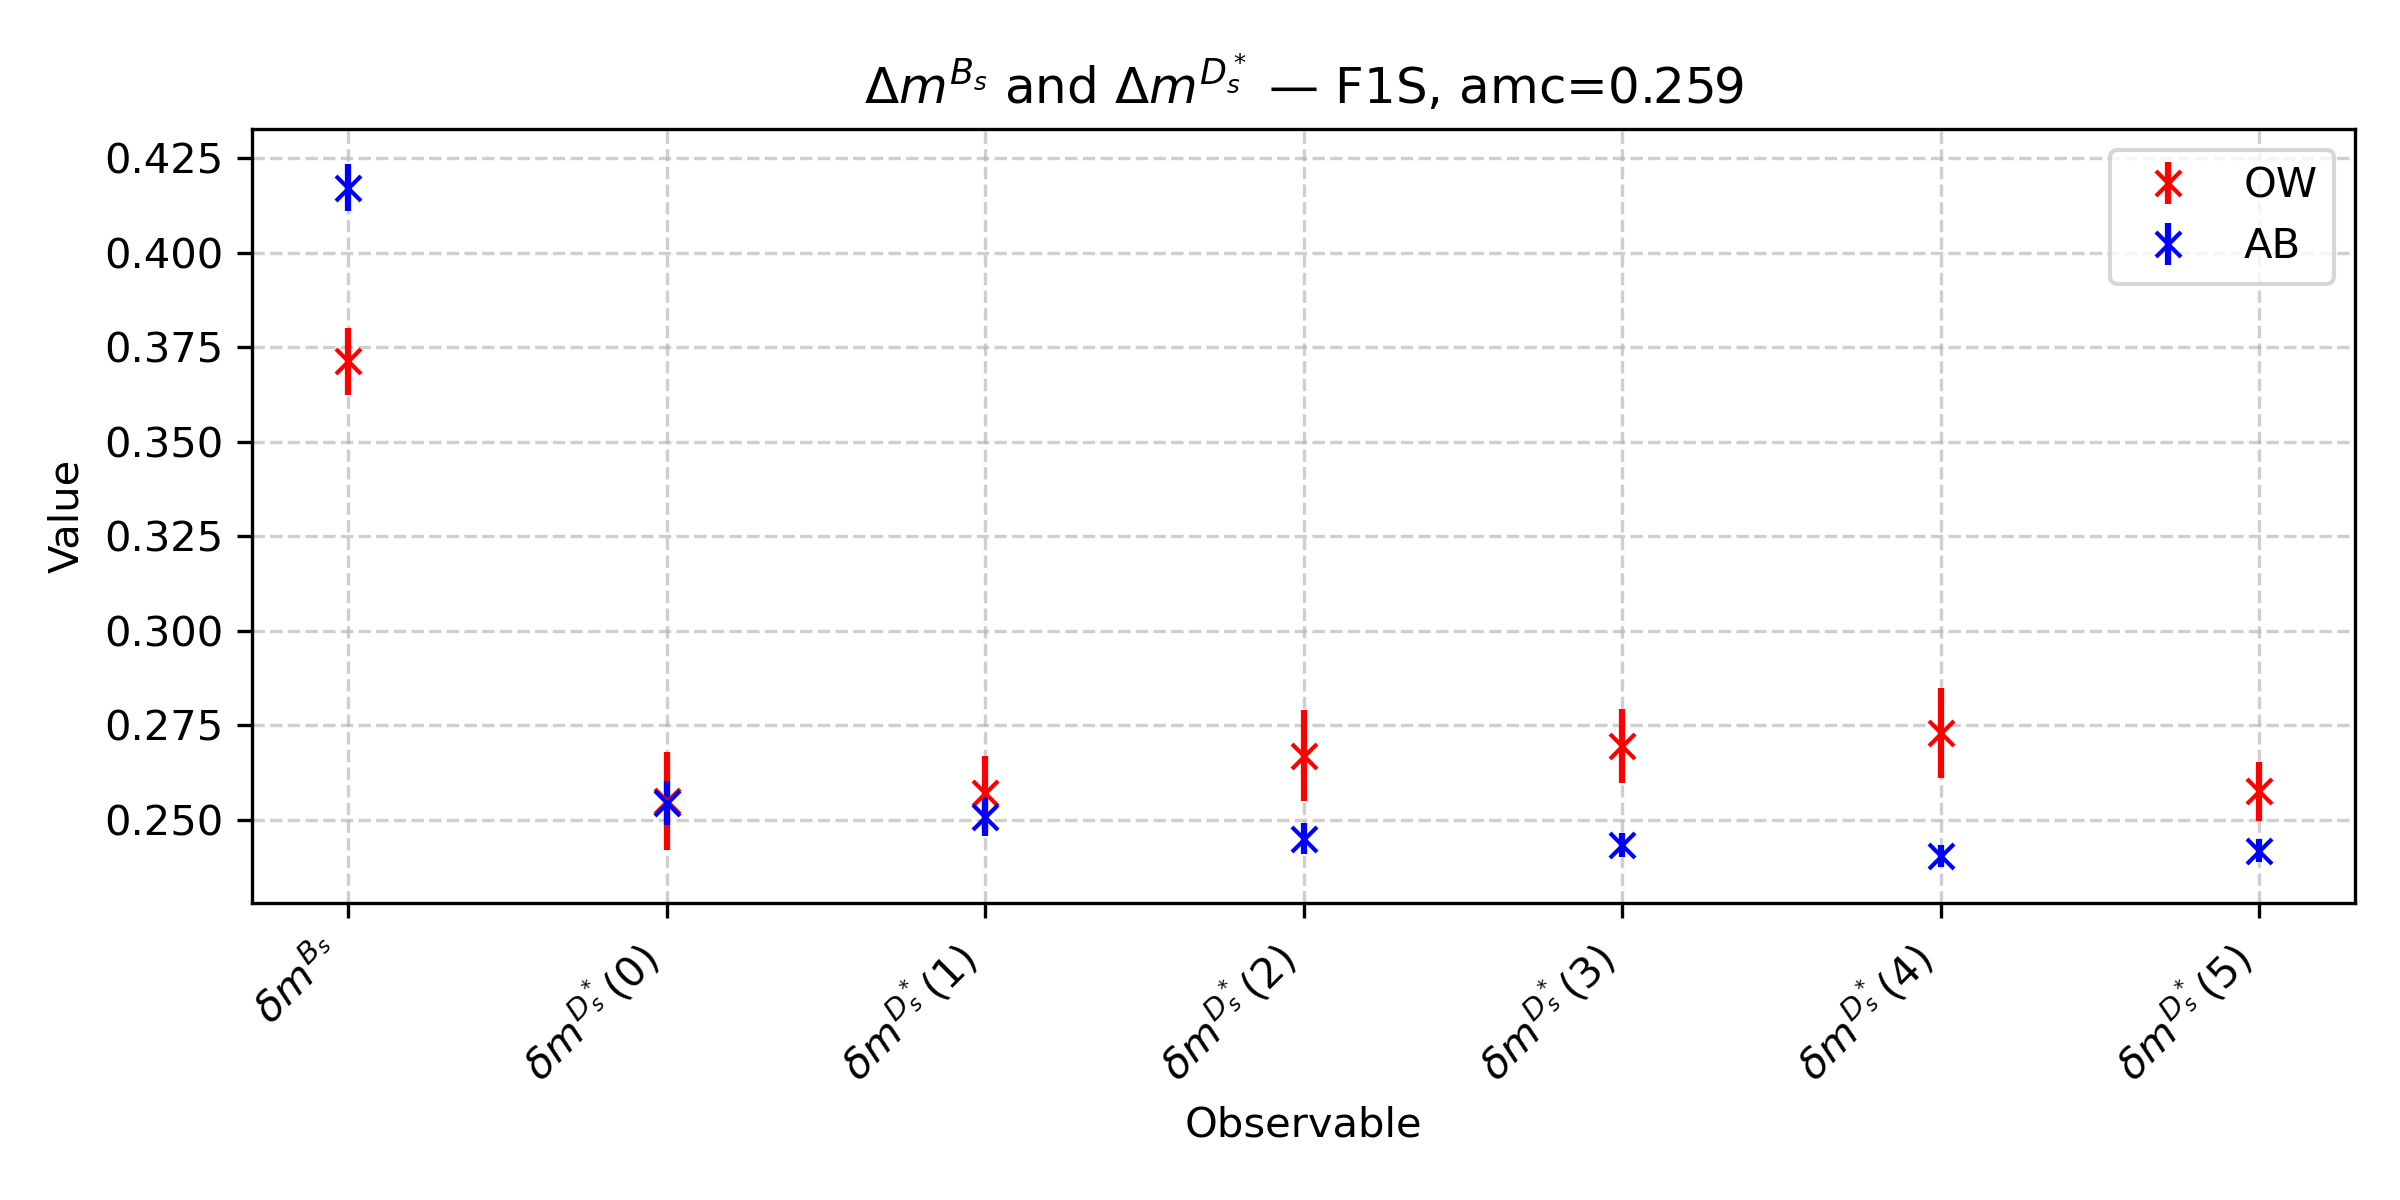 Δm^{B_s} and Δm^{D_s^*} — F1S, amc=0.259
OW
AB
0.425
0.400
0.375
0.350
0.325
0.300
0.275
0.250
Value
δm^{B_s}
δm^{D_s^*}(0)
δm^{D_s^*}(1)
δm^{D_s^*}(2)
δm^{D_s^*}(3)
δm^{D_s^*}(4)
δm^{D_s^*}(5)
Observable